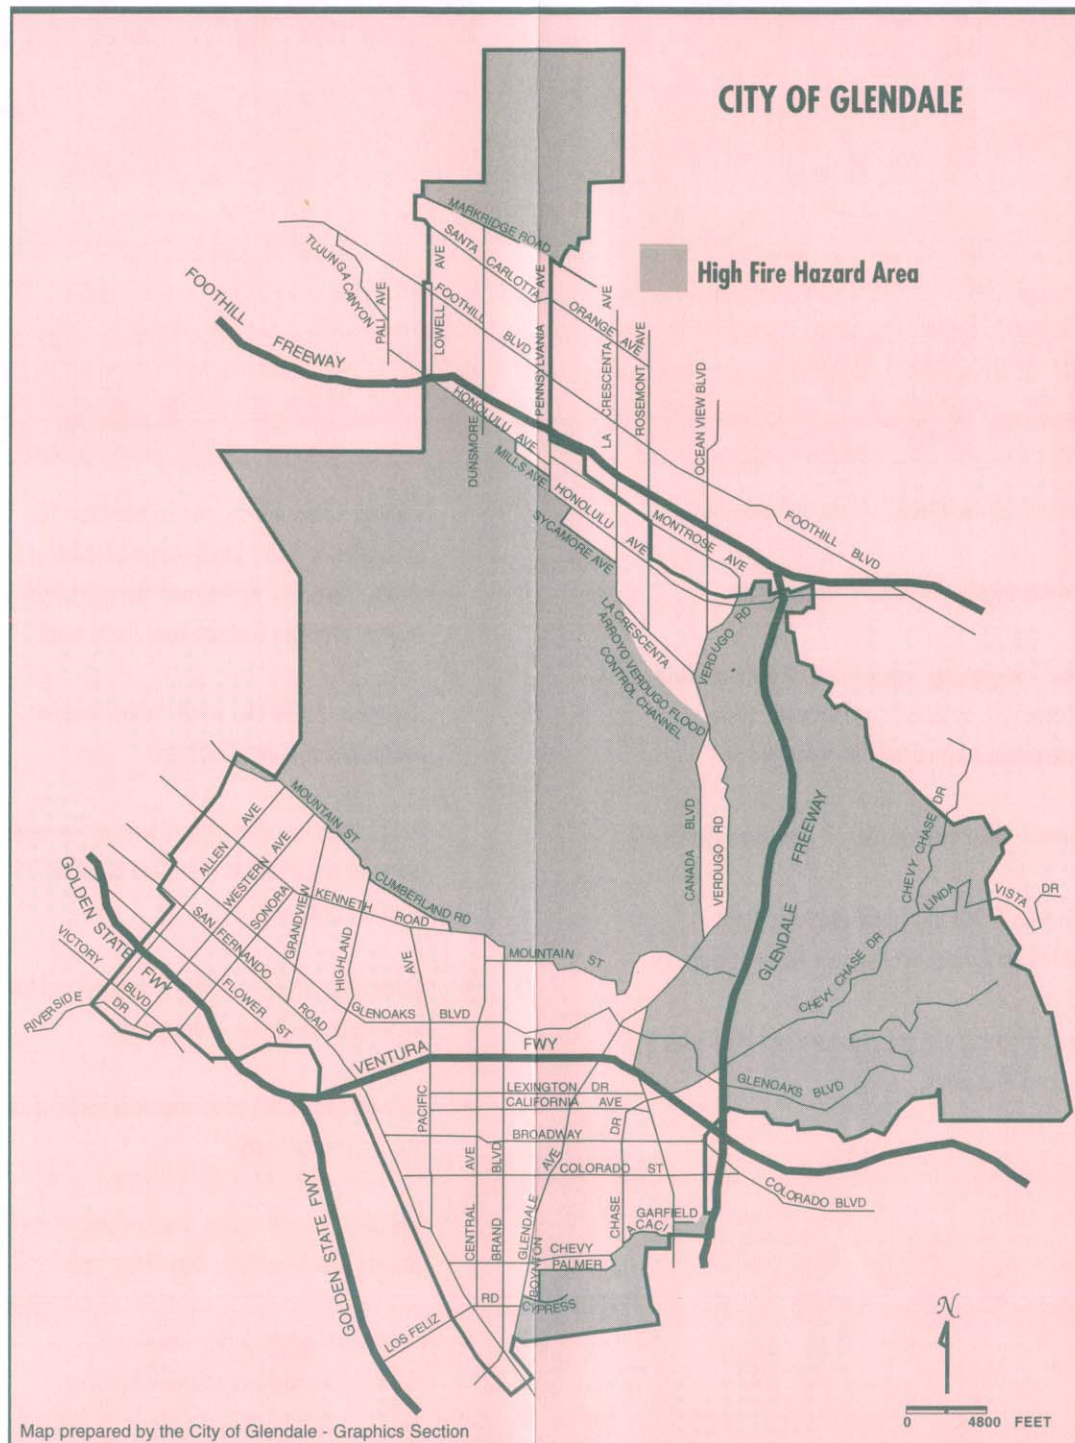 CITY OF GLENDALE
High Fire Hazard Area
MARKRIDGE ROAD
SANTA CARLOTTA AVE
TUJUNGA CANYON
PALI AVE
LOWELL AVE
FOOTHILL BLVD
ORANGE AVE
FOOTHILL FREEWAY
PENNSYLVANIA
LA CRESCENTA AVE
ROSEMONT AVE
OCEAN VIEW BLVD
DUNSMORE
HONOLULU AVE
MILLS AVE
HONOLULU AVE
SYCAMORE AVE
MONTROSE AVE
FOOTHILL BLVD
LA CRESCENTA
ARROYO VERDUGO FLOOD
CONTROL CHANNEL
VERDUGO RD
CANADA BLVD
VERDUGO RD
GLENDALE FREEWAY
CHEVY CHASE DR
LINDA VISTA DR
CHEVY CHASE DR
MOUNTAIN ST
CUMBERLAND RD
ALLEN AVE
WESTERN AVE
SONORA
GRANDVIEW
KENNETH ROAD
HIGHLAND
AVE
MOUNTAIN ST
GOLDEN STATE FWY
SAN FERNANDO ROAD
VICTORY BLVD
FLOWER ST
RIVERSIDE DR
GLENOAKS BLVD
VENTURA FWY
LEXINGTON DR
CALIFORNIA AVE
PACIFIC
BROADWAY
COLORADO ST
GLENOAKS BLVD
COLORADO BLVD
CENTRAL AVE
BRAND BLVD
GLENDALE AVE
CHASE DR
GARFIELD
ACACI
CHEVY
PALMER
BOYNTON
CYPRESS
LOS FELIZ RD
GOLDEN STATE FWY
N
0 4800 FEET
Map prepared by the City of Glendale - Graphics Section